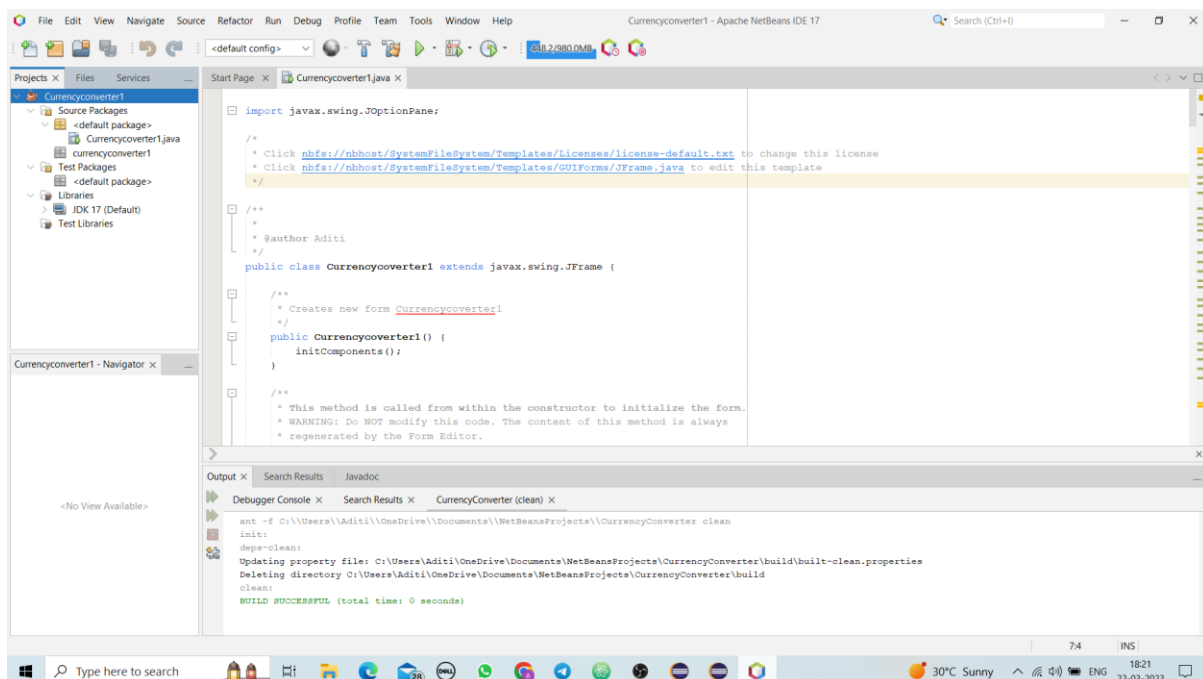 File Edit View Navigate Source Refactor Run Debug Profile Team Tools Window Help Currencyconverter1 - Apache NetBeans IDE 17 Search (Ctrl+I)
<default config> 448.2/980.0MB
Projects Files Services
Currencyconverter1
Source Packages
<default package>
Currencycoverter1.java
currencyconverter1
Test Packages
<default package>
Libraries
JDK 17 (Default)
Test Libraries
Currencyconverter1 - Navigator
<No View Available>
Start Page Currencycoverter1.java
import javax.swing.JOptionPane;
/*
* Click nbfs://nbhost/SystemFileSystem/Templates/Licenses/license-default.txt to change this license
* Click nbfs://nbhost/SystemFileSystem/Templates/GUIForms/JFrame.java to edit this template
*/
/**
*
* @author Aditi
*/
public class Currencycoverter1 extends javax.swing.JFrame {
/**
* Creates new form Currencycoverter1
*/
public Currencycoverter1() {
initComponents();
}
/**
* This method is called from within the constructor to initialize the form.
* WARNING: Do NOT modify this code. The content of this method is always
* regenerated by the Form Editor.
Output Search Results Javadoc
Debugger Console Search Results CurrencyConverter (clean)
ant -f C:\\Users\\Aditi\\OneDrive\\Documents\\NetBeansProjects\\CurrencyConverter clean
init:
deps-clean:
Updating property file: C:\Users\Aditi\OneDrive\Documents\NetBeansProjects\CurrencyConverter\build\built-clean.properties
Deleting directory C:\Users\Aditi\OneDrive\Documents\NetBeansProjects\CurrencyConverter\build
clean:
BUILD SUCCESSFUL (total time: 0 seconds)
7:4 INS
Type here to search 28 DELL 30°C Sunny ENG 18:21
22-03-2023